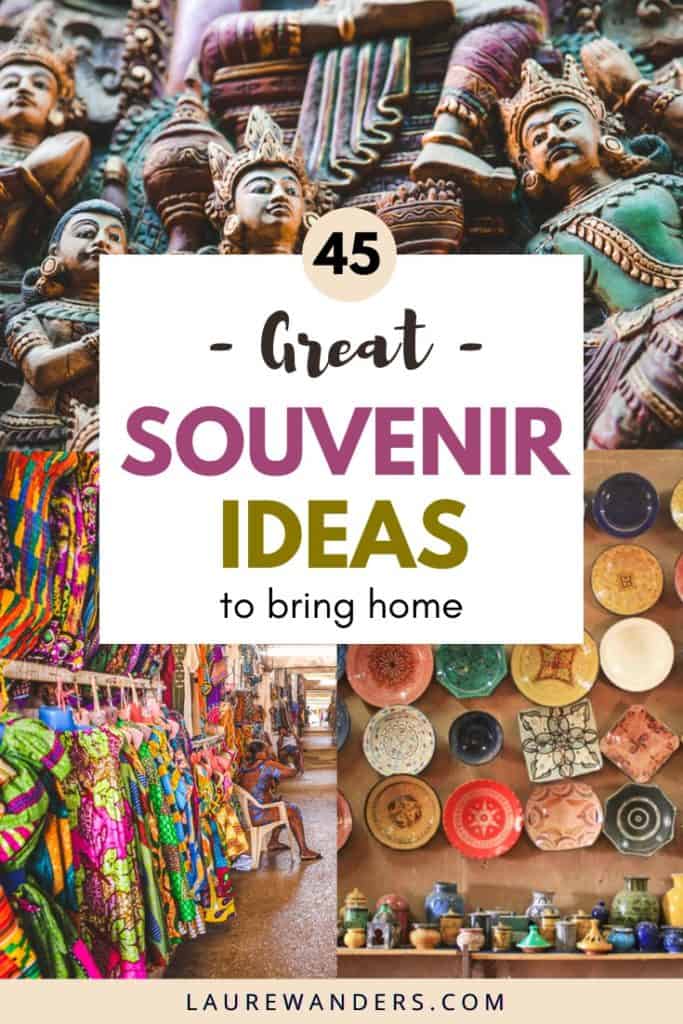 45
- Great -
SOUVENIR
IDEAS
to bring home
LAUREWANDERS.COM